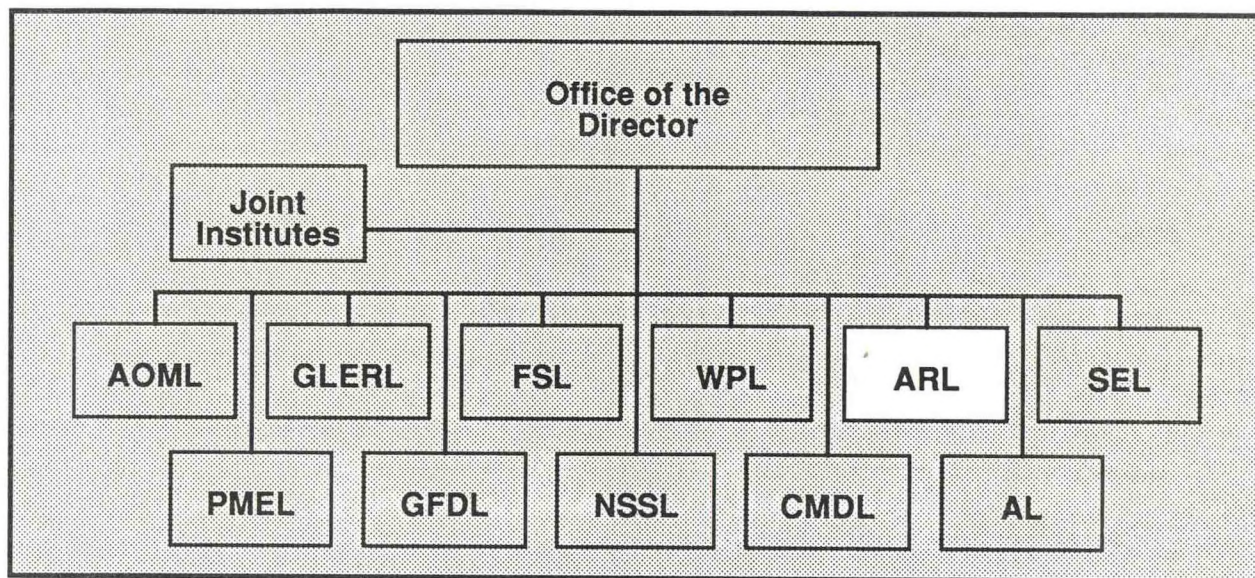 Office of the
Director
Joint
Institutes
AOML
GLERL
FSL
WPL
ARL
SEL
PMEL
GFDL
NSSL
CMDL
AL